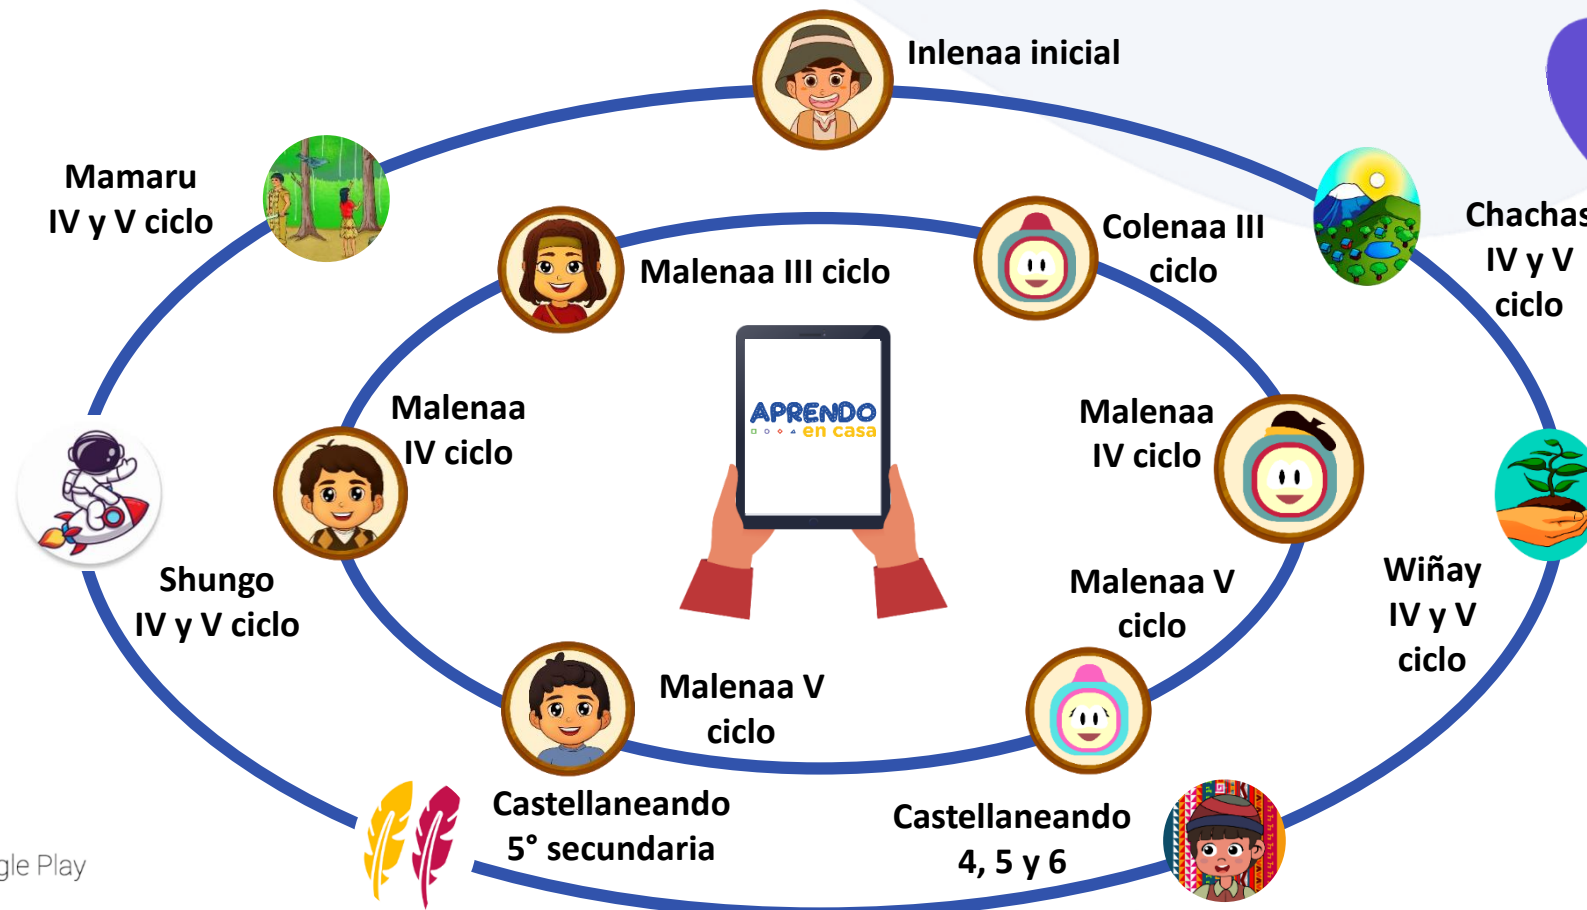 Inlenaa inicial
Mamaru
IV y V ciclo
Chachas
IV y V
ciclo
Colenaa III
ciclo
Malenaa III ciclo
Malenaa
IV ciclo
APRENDO
en casa
Malenaa
IV ciclo
Shungo
IV y V ciclo
Malenaa V
ciclo
Wiñay
IV y V
ciclo
Malenaa V
ciclo
Castellaneando
5° secundaria
Castellaneando
4, 5 y 6
gle Play